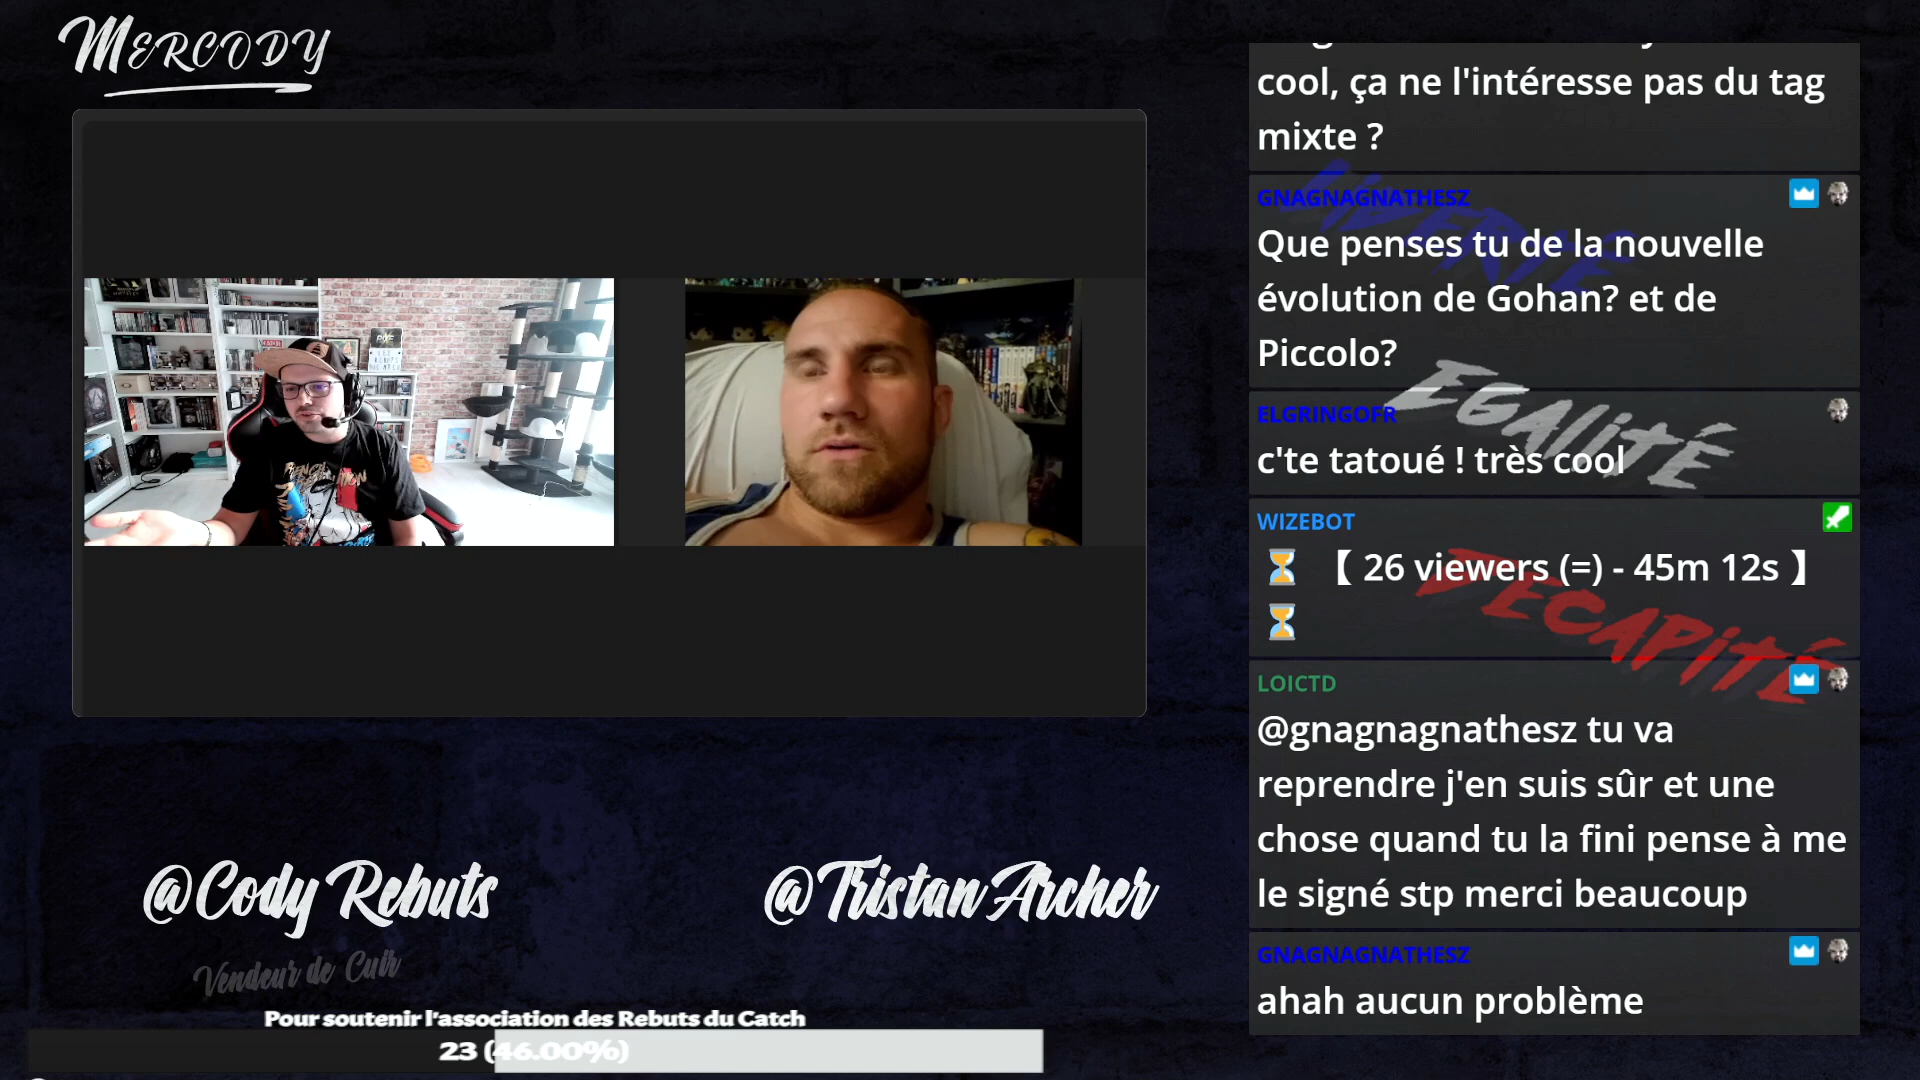 MERCODY
cool, ça ne l'intéresse pas du tag
mixte ?
GNAGNAGNATHESZ
Que penses tu de la nouvelle
évolution de Gohan? et de
Piccolo?
ELGRINGOFR
c'te tatoué ! très cool
WIZEBOT
⏳ 【 26 viewers (=) - 45m 12s 】
⏳
LOICTD
@gnagnagnathesz tu va
reprendre j'en suis sûr et une
chose quand tu la fini pense à me
le signé stp merci beaucoup
GNAGNAGNATHESZ
ahah aucun problème
LIBERTÉ
EGALITÉ
DECAPITÉ
@Cody Rebuts
@Tristan Archer
Vendeur de Cuir
Pour soutenir l'association des Rebuts du Catch
23 (46.00%)